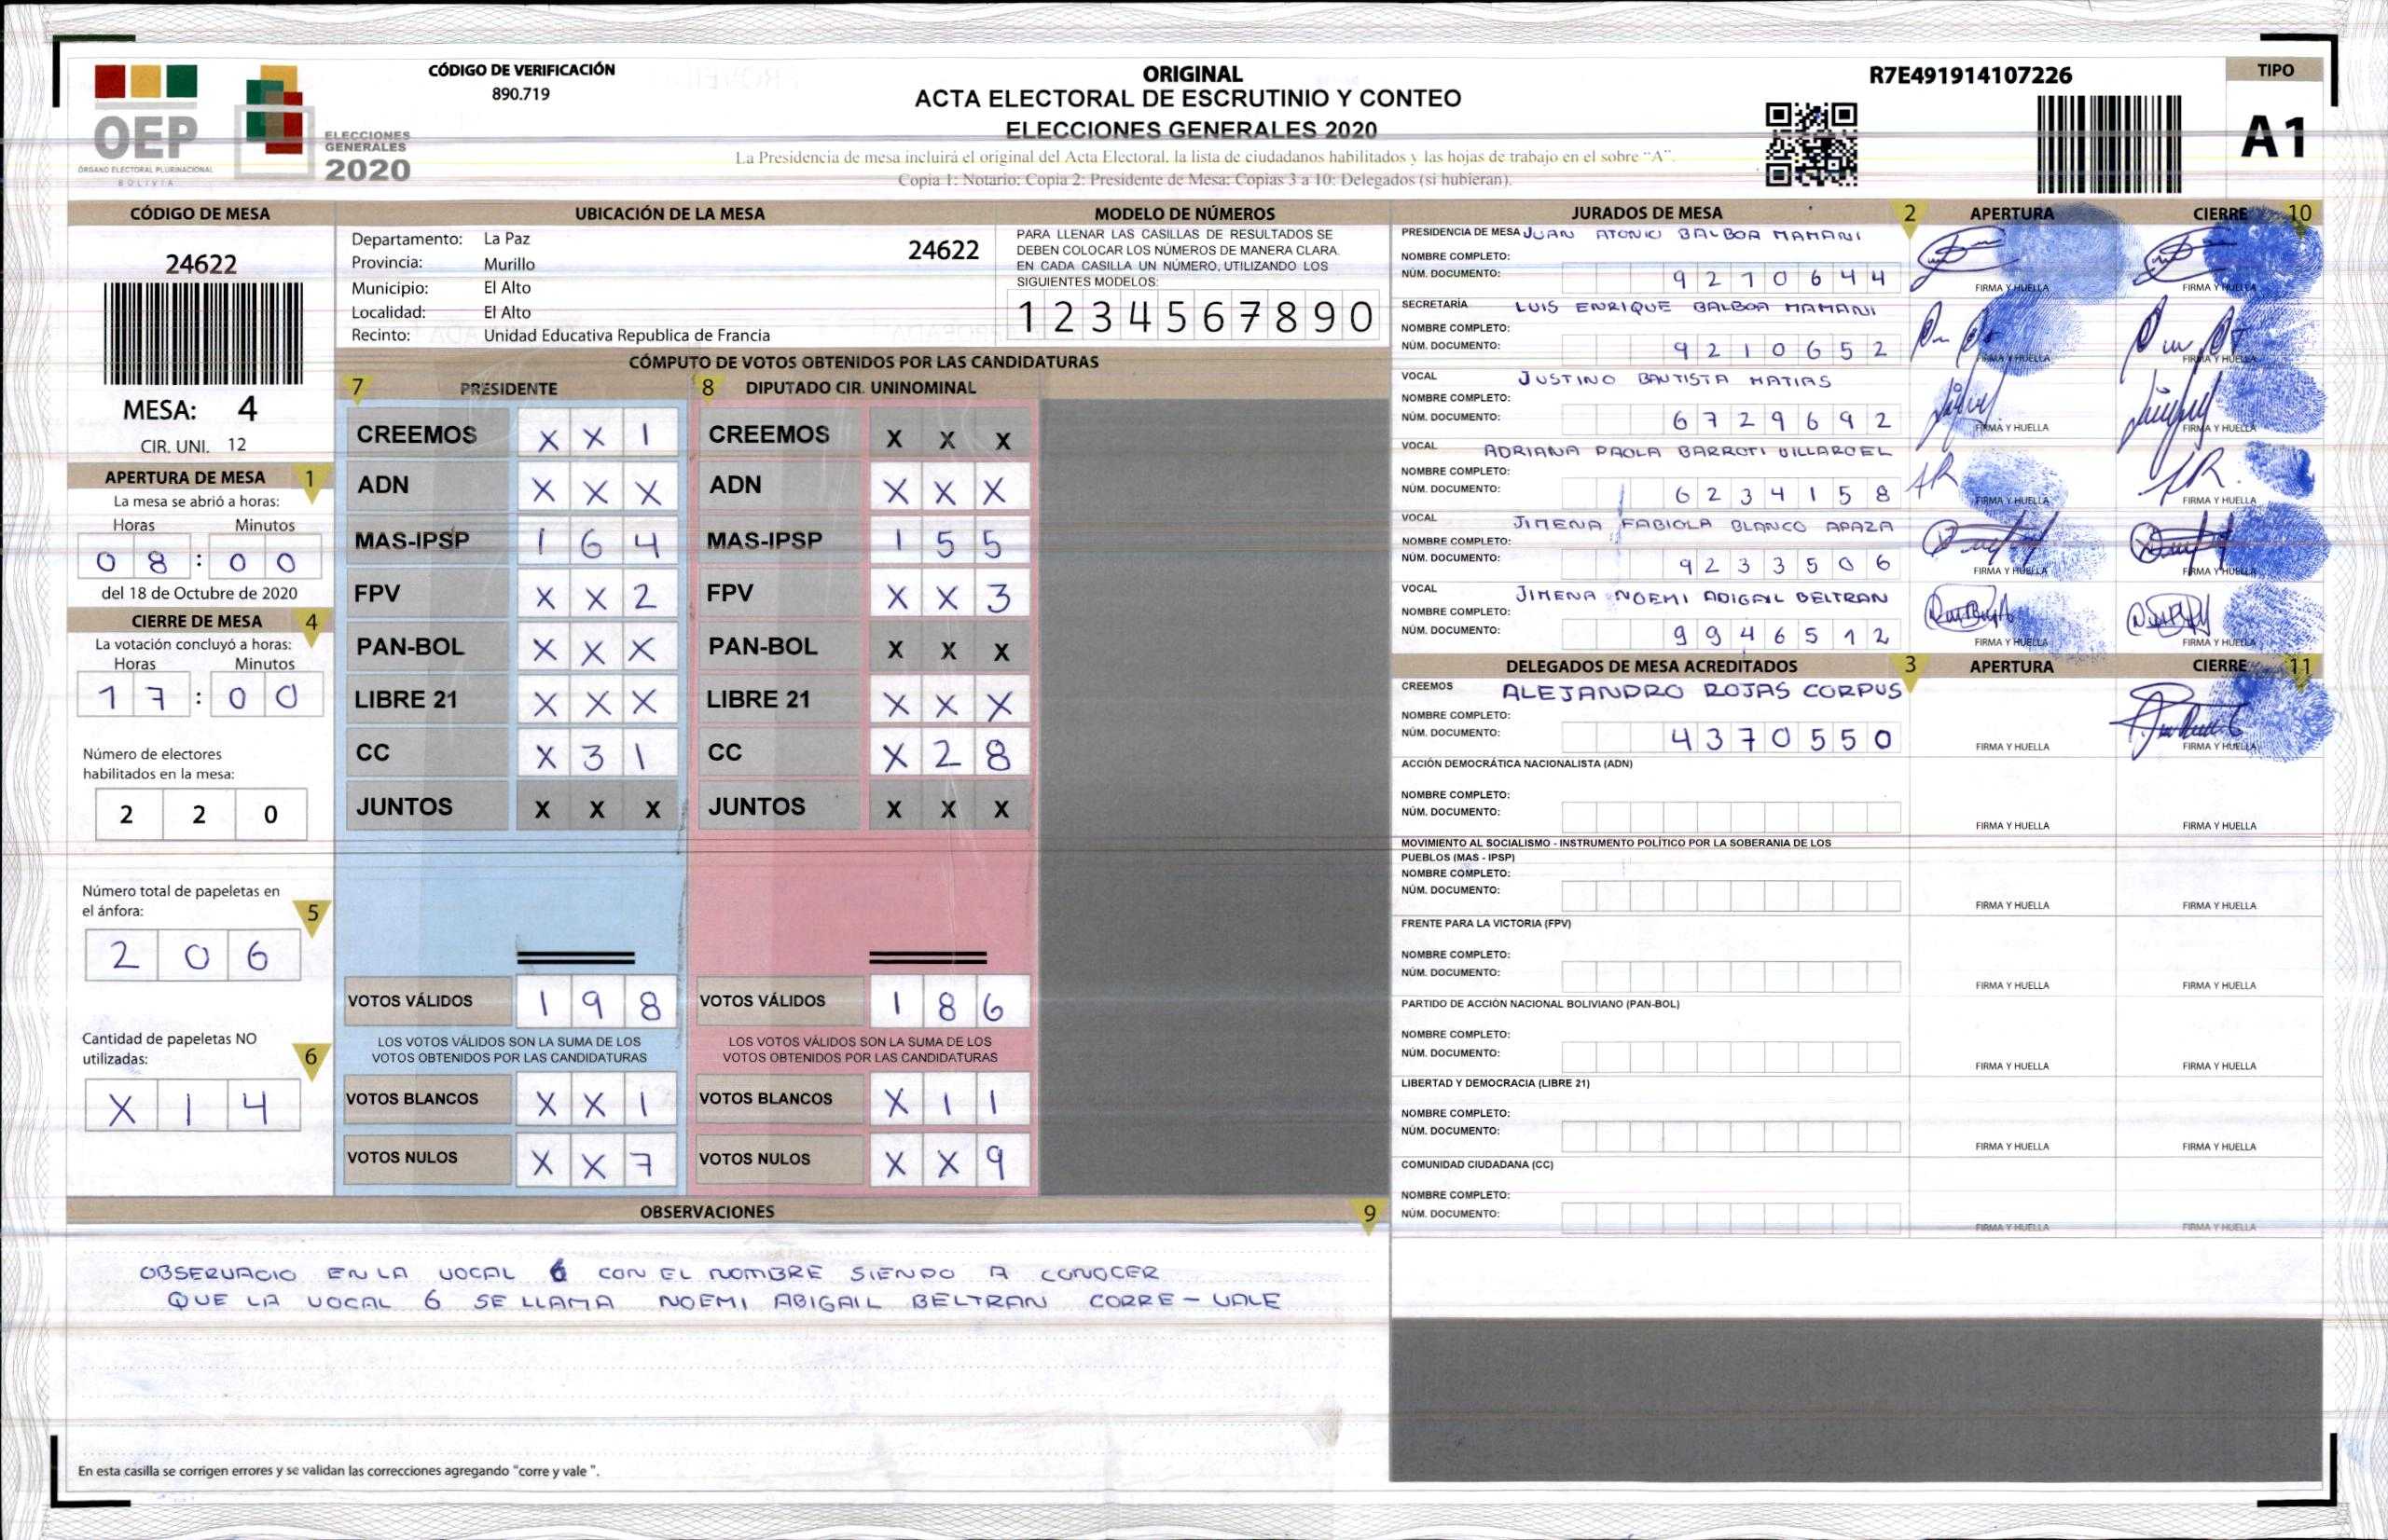 CÓDIGO DE VERIFICACIÓN
890.719
OEP
ÓRGANO ELECTORAL PLURINACIONAL
BOLIVIA
ELECCIONES
GENERALES
2020
ORIGINAL
ACTA ELECTORAL DE ESCRUTINIO Y CONTEO
ELECCIONES GENERALES 2020
La Presidencia de mesa incluirá el original del Acta Electoral, la lista de ciudadanos habilitados y las hojas de trabajo en el sobre "A".
Copia 1: Notario; Copia 2: Presidente de Mesa; Copias 3 a 10: Delegados (si hubieran).
R7E491914107226
TIPO
A1
CÓDIGO DE MESA
24622
MESA: 4
CIR. UNI. 12
UBICACIÓN DE LA MESA
Departamento: La Paz
24622
Provincia: Murillo
Municipio: El Alto
Localidad: El Alto
Recinto: Unidad Educativa Republica de Francia
MODELO DE NÚMEROS
PARA LLENAR LAS CASILLAS DE RESULTADOS SE
DEBEN COLOCAR LOS NÚMEROS DE MANERA CLARA.
EN CADA CASILLA UN NÚMERO, UTILIZANDO LOS
SIGUIENTES MODELOS:
1 2 3 4 5 6 7 8 9 0
APERTURA DE MESA 1
La mesa se abrió a horas:
Horas Minutos
0 8 : 0 0
del 18 de Octubre de 2020
CIERRE DE MESA 4
La votación concluyó a horas:
Horas Minutos
1 7 : 0 0
Número de electores
habilitados en la mesa:
2 2 0
Número total de papeletas en
el ánfora: 5
2 0 6
Cantidad de papeletas NO
utilizadas: 6
X 1 4
CÓMPUTO DE VOTOS OBTENIDOS POR LAS CANDIDATURAS
7 PRESIDENTE
CREEMOS X X 1
ADN X X X
MAS-IPSP 1 6 4
FPV X X 2
PAN-BOL X X X
LIBRE 21 X X X
CC X 3 1
JUNTOS X X X
VOTOS VÁLIDOS 1 9 8
LOS VOTOS VÁLIDOS SON LA SUMA DE LOS
VOTOS OBTENIDOS POR LAS CANDIDATURAS
VOTOS BLANCOS X X 1
VOTOS NULOS X X 7
8 DIPUTADO CIR. UNINOMINAL
CREEMOS X X X
ADN X X X
MAS-IPSP 1 5 5
FPV X X 3
PAN-BOL X X X
LIBRE 21 X X X
CC X 2 8
JUNTOS X X X
VOTOS VÁLIDOS 1 8 6
LOS VOTOS VÁLIDOS SON LA SUMA DE LOS
VOTOS OBTENIDOS POR LAS CANDIDATURAS
VOTOS BLANCOS X 1 1
VOTOS NULOS X X 9
OBSERVACIONES 9
OBSERVACIO EN LA VOCAL 6 CON EL NOMBRE SIENDO A CONOCER
QUE LA VOCAL 6 SE LLAMA NOEMI ABIGAIL BELTRAN CORRE - VALE
En esta casilla se corrigen errores y se validan las correcciones agregando "corre y vale ".
JURADOS DE MESA 2 APERTURA CIERRE 10
PRESIDENCIA DE MESA JUAN ATONIO BALBOA MAMANI
NOMBRE COMPLETO:
NÚM. DOCUMENTO: 9 2 1 0 6 4 4
FIRMA Y HUELLA FIRMA Y HUELLA
SECRETARÍA LUIS ENRIQUE BALBOA MAMANI
NOMBRE COMPLETO:
NÚM. DOCUMENTO: 9 2 1 0 6 5 2
FIRMA Y HUELLA FIRMA Y HUELLA
VOCAL JUSTINO BAUTISTA MATIAS
NOMBRE COMPLETO:
NÚM. DOCUMENTO: 6 7 2 9 6 9 2
FIRMA Y HUELLA FIRMA Y HUELLA
VOCAL ADRIANA PAOLA BARROTI VILLAROEL
NOMBRE COMPLETO:
NÚM. DOCUMENTO: 6 2 3 4 1 5 8
FIRMA Y HUELLA FIRMA Y HUELLA
VOCAL JIMENA FABIOLA BLANCO APAZA
NOMBRE COMPLETO:
NÚM. DOCUMENTO: 9 2 3 3 5 0 6
FIRMA Y HUELLA FIRMA Y HUELLA
VOCAL JIMENA NOEMI ADIGAIL BELTRAN
NOMBRE COMPLETO:
NÚM. DOCUMENTO: 9 9 4 6 5 1 2
FIRMA Y HUELLA FIRMA Y HUELLA
DELEGADOS DE MESA ACREDITADOS 3 APERTURA CIERRE 11
CREEMOS ALEJANDRO ROJAS CORPUS
NOMBRE COMPLETO:
NÚM. DOCUMENTO: 4 3 7 0 5 5 0
FIRMA Y HUELLA FIRMA Y HUELLA
ACCIÓN DEMOCRÁTICA NACIONALISTA (ADN)
NOMBRE COMPLETO:
NÚM. DOCUMENTO:
FIRMA Y HUELLA FIRMA Y HUELLA
MOVIMIENTO AL SOCIALISMO - INSTRUMENTO POLÍTICO POR LA SOBERANIA DE LOS
PUEBLOS (MAS - IPSP)
NOMBRE COMPLETO:
NÚM. DOCUMENTO:
FIRMA Y HUELLA FIRMA Y HUELLA
FRENTE PARA LA VICTORIA (FPV)
NOMBRE COMPLETO:
NÚM. DOCUMENTO:
FIRMA Y HUELLA FIRMA Y HUELLA
PARTIDO DE ACCIÓN NACIONAL BOLIVIANO (PAN-BOL)
NOMBRE COMPLETO:
NÚM. DOCUMENTO:
FIRMA Y HUELLA FIRMA Y HUELLA
LIBERTAD Y DEMOCRACIA (LIBRE 21)
NOMBRE COMPLETO:
NÚM. DOCUMENTO:
FIRMA Y HUELLA FIRMA Y HUELLA
COMUNIDAD CIUDADANA (CC)
NOMBRE COMPLETO:
NÚM. DOCUMENTO:
FIRMA Y HUELLA FIRMA Y HUELLA